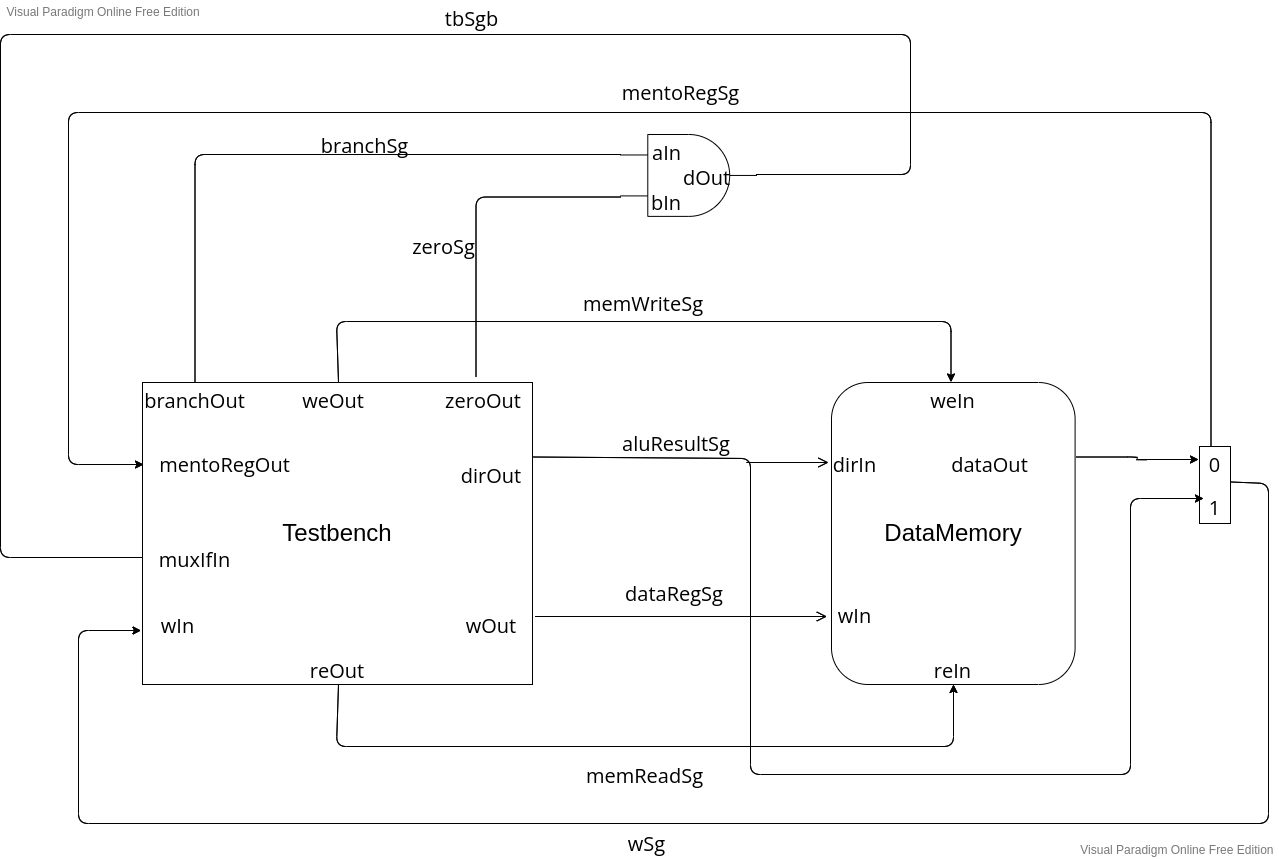 Visual Paradigm Online Free Edition
tbSgb
mentoRegSg
branchSg
aIn
dOut
bIn
zeroSg
memWriteSg
branchOut
weOut
zeroOut
weIn
aluResultSg
mentoRegOut
dirOut
dirIn
dataOut
0
1
Testbench
DataMemory
muxIfIn
dataRegSg
wIn
wOut
wIn
reOut
reIn
memReadSg
wSg
Visual Paradigm Online Free Edition